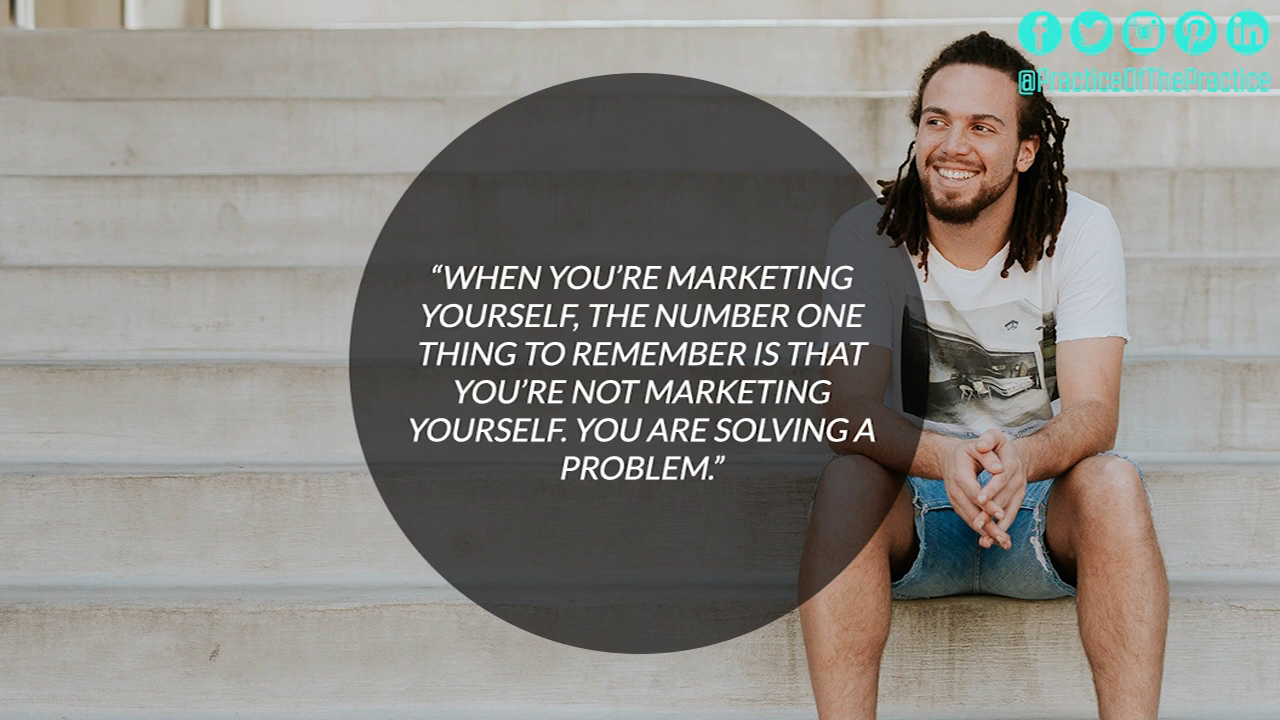 @PracticeOfThePractice
“WHEN YOU’RE MARKETING
YOURSELF, THE NUMBER ONE
THING TO REMEMBER IS THAT
YOU’RE NOT MARKETING
YOURSELF. YOU ARE SOLVING A
PROBLEM.”